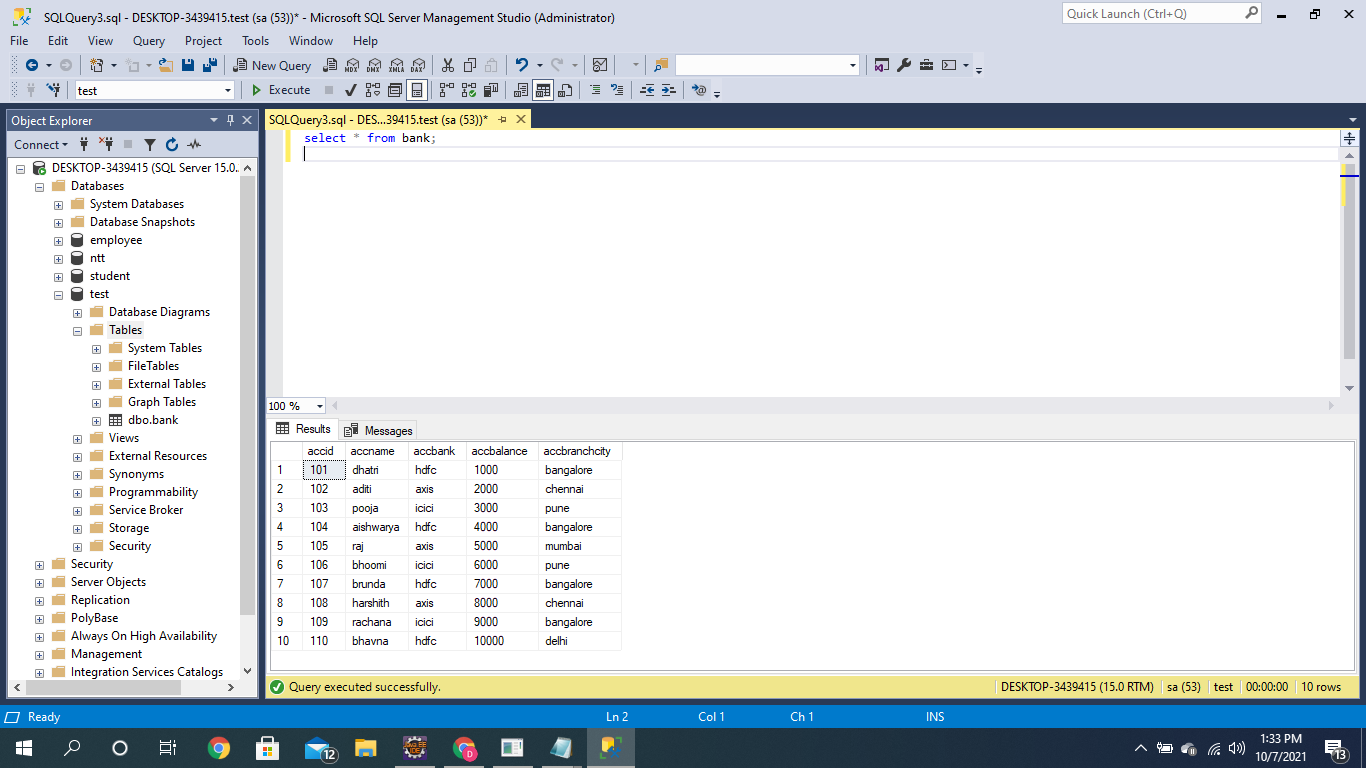 SQLQuery3.sql - DESKTOP-3439415.test (sa (53))* - Microsoft SQL Server Management Studio (Administrator)
Quick Launch (Ctrl+Q)
File Edit View Query Project Tools Window Help
New Query MDX DMX XMLA DAX
test Execute
Object Explorer
Connect
DESKTOP-3439415 (SQL Server 15.0..
Databases
System Databases
Database Snapshots
employee
ntt
student
test
Database Diagrams
Tables
System Tables
FileTables
External Tables
Graph Tables
dbo.bank
Views
External Resources
Synonyms
Programmability
Service Broker
Storage
Security
Security
Server Objects
Replication
PolyBase
Always On High Availability
Management
Integration Services Catalogs
SQLQuery3.sql - DES...39415.test (sa (53))*
select * from bank;
100 %
Results Messages
accid accname accbank accbalance accbranchcity
1 101 dhatri hdfc 1000 bangalore
2 102 aditi axis 2000 chennai
3 103 pooja icici 3000 pune
4 104 aishwarya hdfc 4000 bangalore
5 105 raj axis 5000 mumbai
6 106 bhoomi icici 6000 pune
7 107 brunda hdfc 7000 bangalore
8 108 harshith axis 8000 chennai
9 109 rachana icici 9000 bangalore
10 110 bhavna hdfc 10000 delhi
Query executed successfully. DESKTOP-3439415 (15.0 RTM) sa (53) test 00:00:00 10 rows
Ready Ln 2 Col 1 Ch 1 INS
12
Java EE
IDE
D
1:33 PM
10/7/2021
13